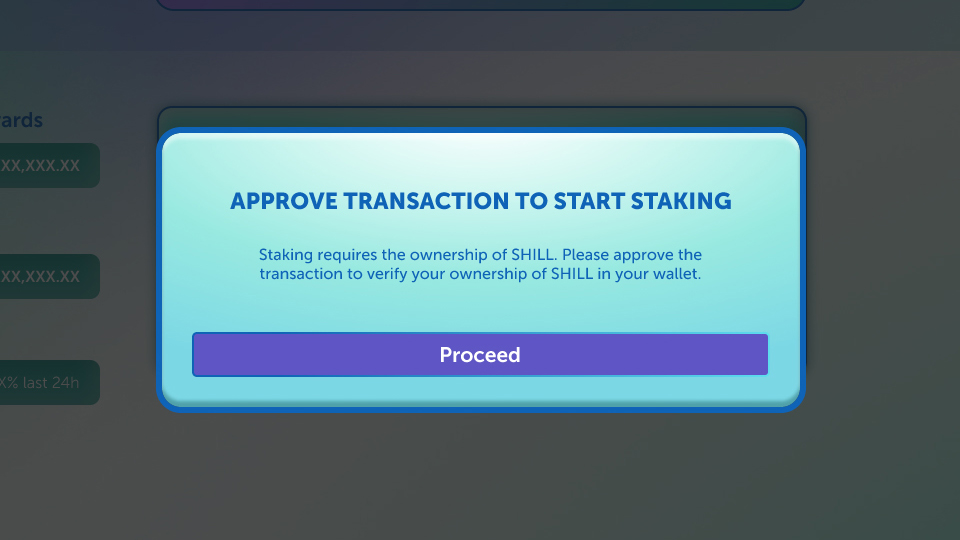 ards
XX,XXX.XX
APPROVE TRANSACTION TO START STAKING
Staking requires the ownership of SHILL. Please approve the
transaction to verify your ownership of SHILL in your wallet.
XX,XXX.XX
Proceed
X% last 24h